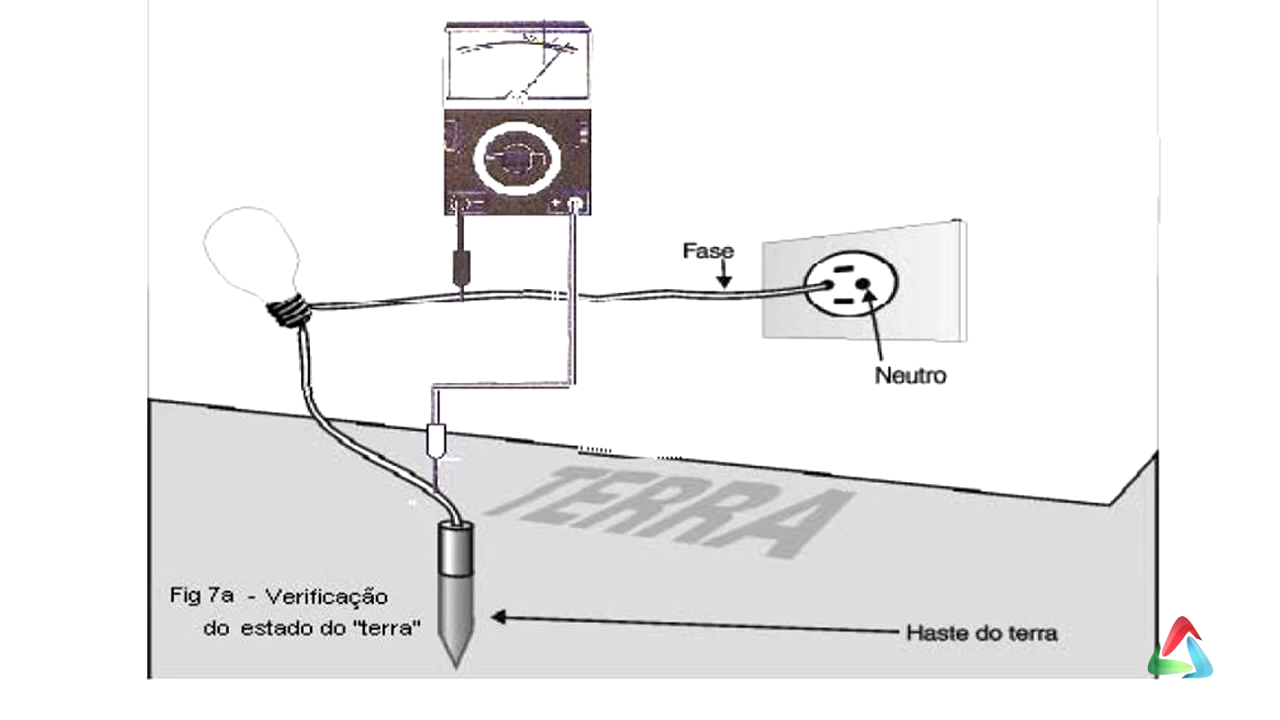 Fase
Neutro
TERRA
Fig 7a - Verificação
do estado do "terra"
Haste do terra